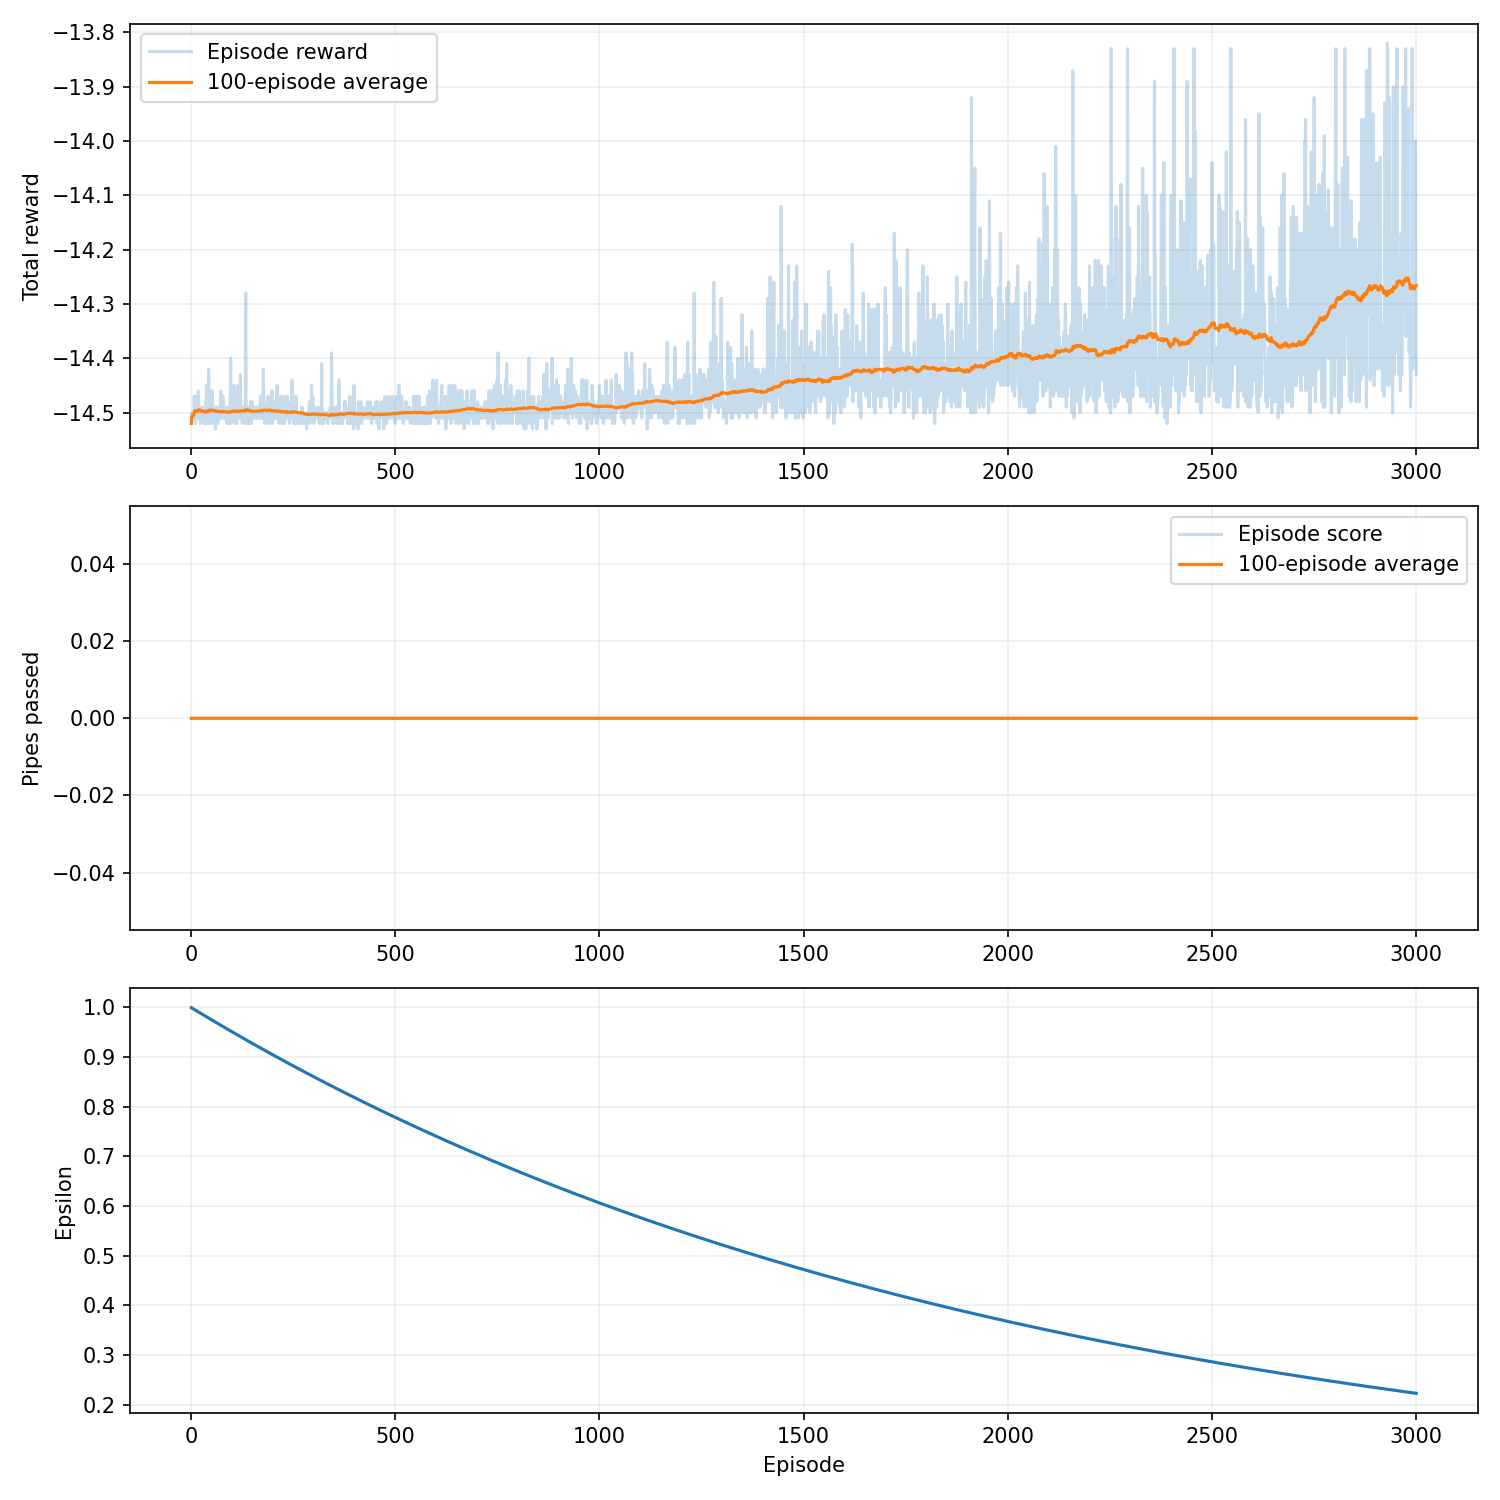 Total reward
−13.8
−13.9
−14.0
−14.1
−14.2
−14.3
−14.4
−14.5
Episode reward
100-episode average
0 500 1000 1500 2000 2500 3000
Pipes passed
0.04
0.02
0.00
−0.02
−0.04
Episode score
100-episode average
0 500 1000 1500 2000 2500 3000
Epsilon
1.0
0.9
0.8
0.7
0.6
0.5
0.4
0.3
0.2
0 500 1000 1500 2000 2500 3000
Episode